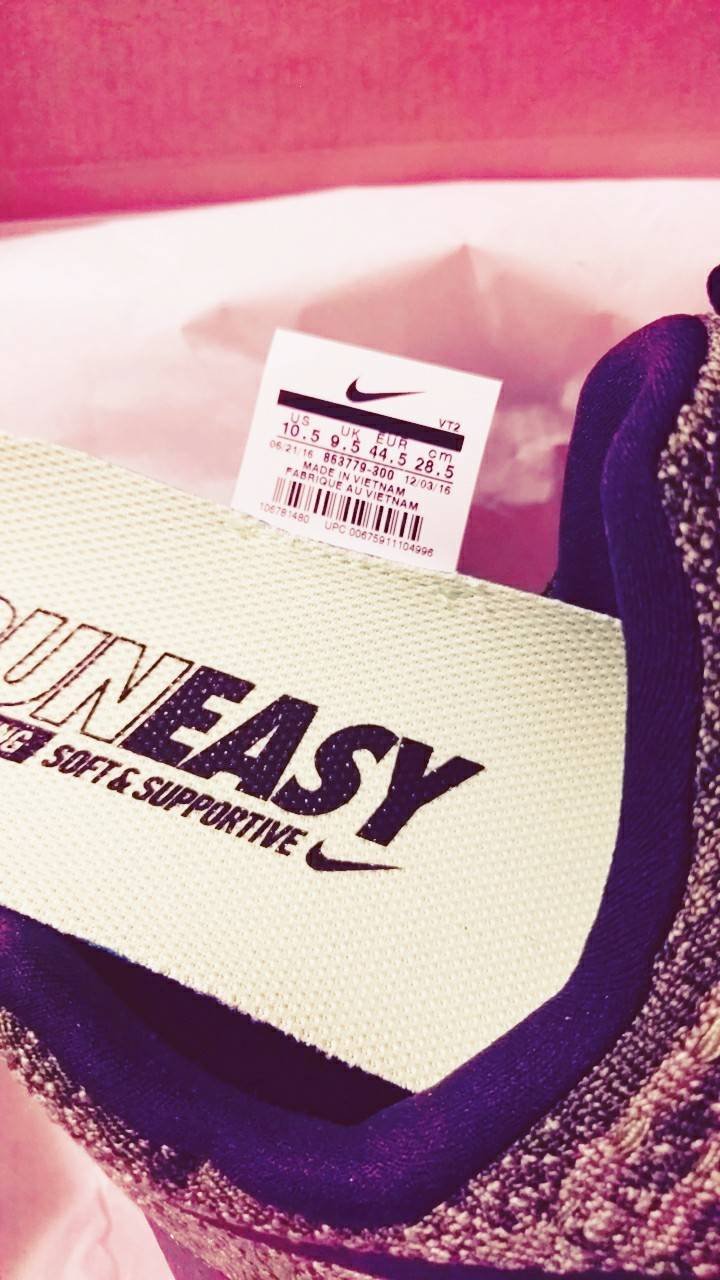 VT2
US UK EUR cm
10.5 9.5 44.5 28.5
06/21/16 863779-300 12/03/16
MADE IN VIETNAM
FABRIQUE AU VIETNAM
106781480 UPC 00675911104996
UNEASY
SOFT & SUPPORTIVE